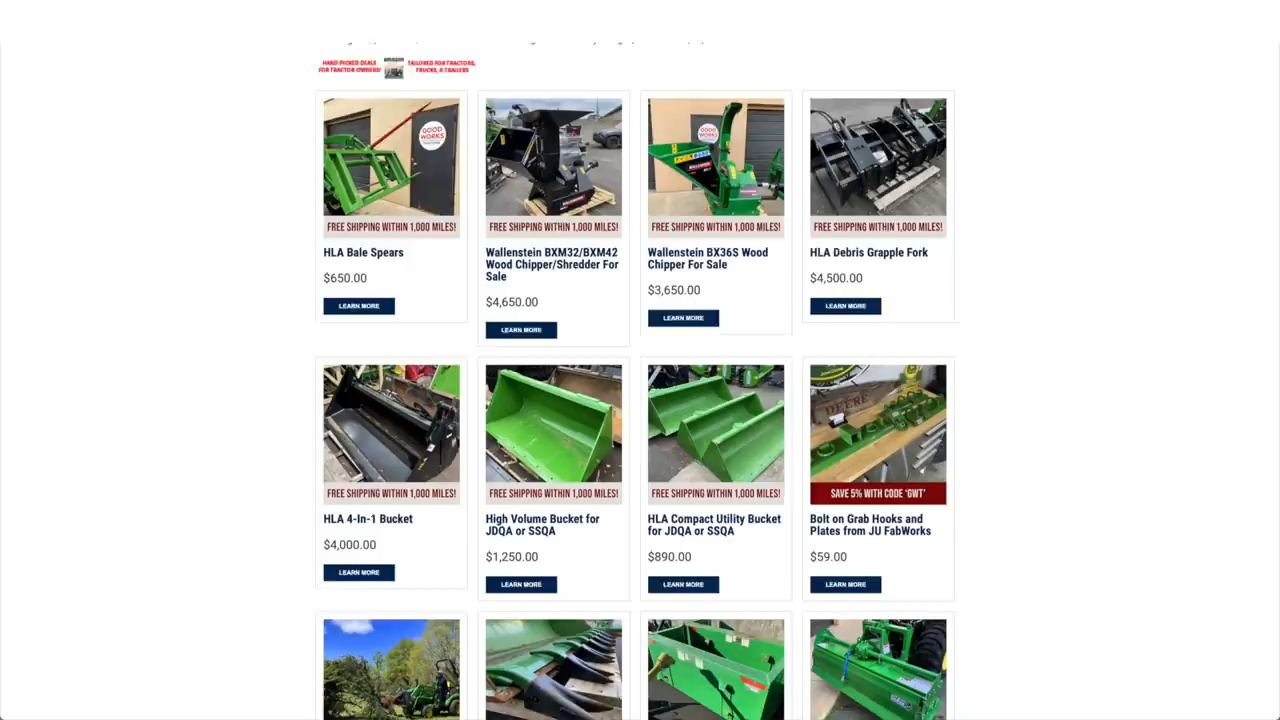 HAND PICKED DEALS
FOR TRACTOR OWNERS!
amazon
TAILORED FOR TRACTORS,
TRUCKS, & TRAILERS
GOOD
WORKS
FREE SHIPPING WITHIN 1,000 MILES!
HLA Bale Spears
$650.00
LEARN MORE
FREE SHIPPING WITHIN 1,000 MILES!
Wallenstein BXM32/BXM42
Wood Chipper/Shredder For
Sale
$4,650.00
LEARN MORE
GOOD
WORKS
FREE SHIPPING WITHIN 1,000 MILES!
Wallenstein BX36S Wood
Chipper For Sale
$3,650.00
LEARN MORE
HLA
FREE SHIPPING WITHIN 1,000 MILES!
HLA Debris Grapple Fork
$4,500.00
LEARN MORE
FREE SHIPPING WITHIN 1,000 MILES!
HLA 4-In-1 Bucket
$4,000.00
LEARN MORE
FREE SHIPPING WITHIN 1,000 MILES!
High Volume Bucket for
JDQA or SSQA
$1,250.00
LEARN MORE
FREE SHIPPING WITHIN 1,000 MILES!
HLA Compact Utility Bucket
for JDQA or SSQA
$890.00
LEARN MORE
DEERE
SAVE 5% WITH CODE 'GWT'
Bolt on Grab Hooks and
Plates from JU FabWorks
$59.00
LEARN MORE